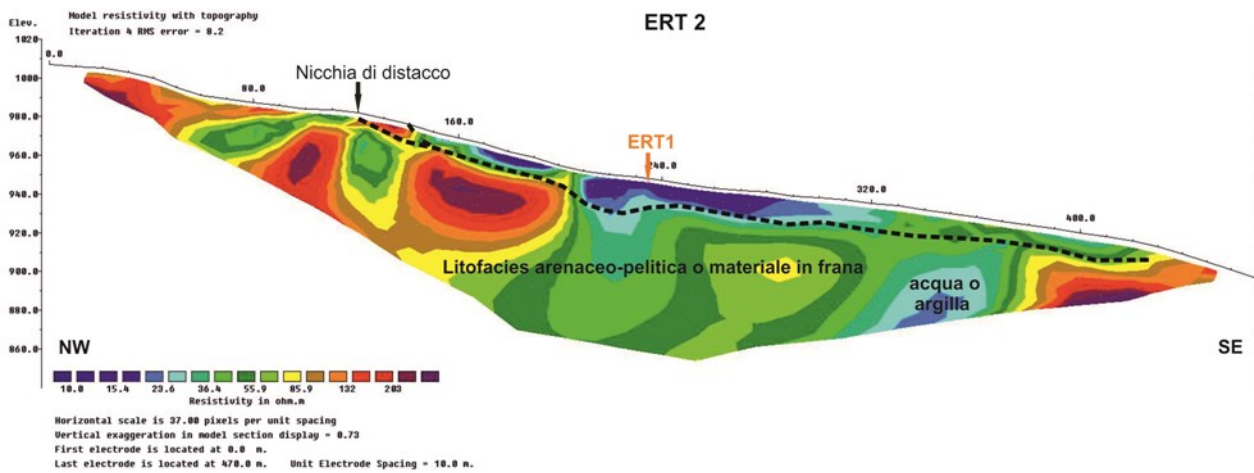 Model resistivity with topography
Iteration 4 RMS error = 8.2
ERT 2
Elev.
1020
1000
980.0
960.0
940.0
920.0
900.0
880.0
860.0
0.0
80.0
160.0
240.0
320.0
400.0
Nicchia di distacco
ERT1
Litofacies arenaceo-pelitica o materiale in frana
acqua o
argilla
NW
SE
10.0 15.4 23.6 36.4 55.9 85.9 132 203
Resistivity in ohm.m
Horizontal scale is 37.00 pixels per unit spacing
Vertical exaggeration in model section display = 0.73
First electrode is located at 0.0 m.
Last electrode is located at 470.0 m. Unit Electrode Spacing = 10.0 m.